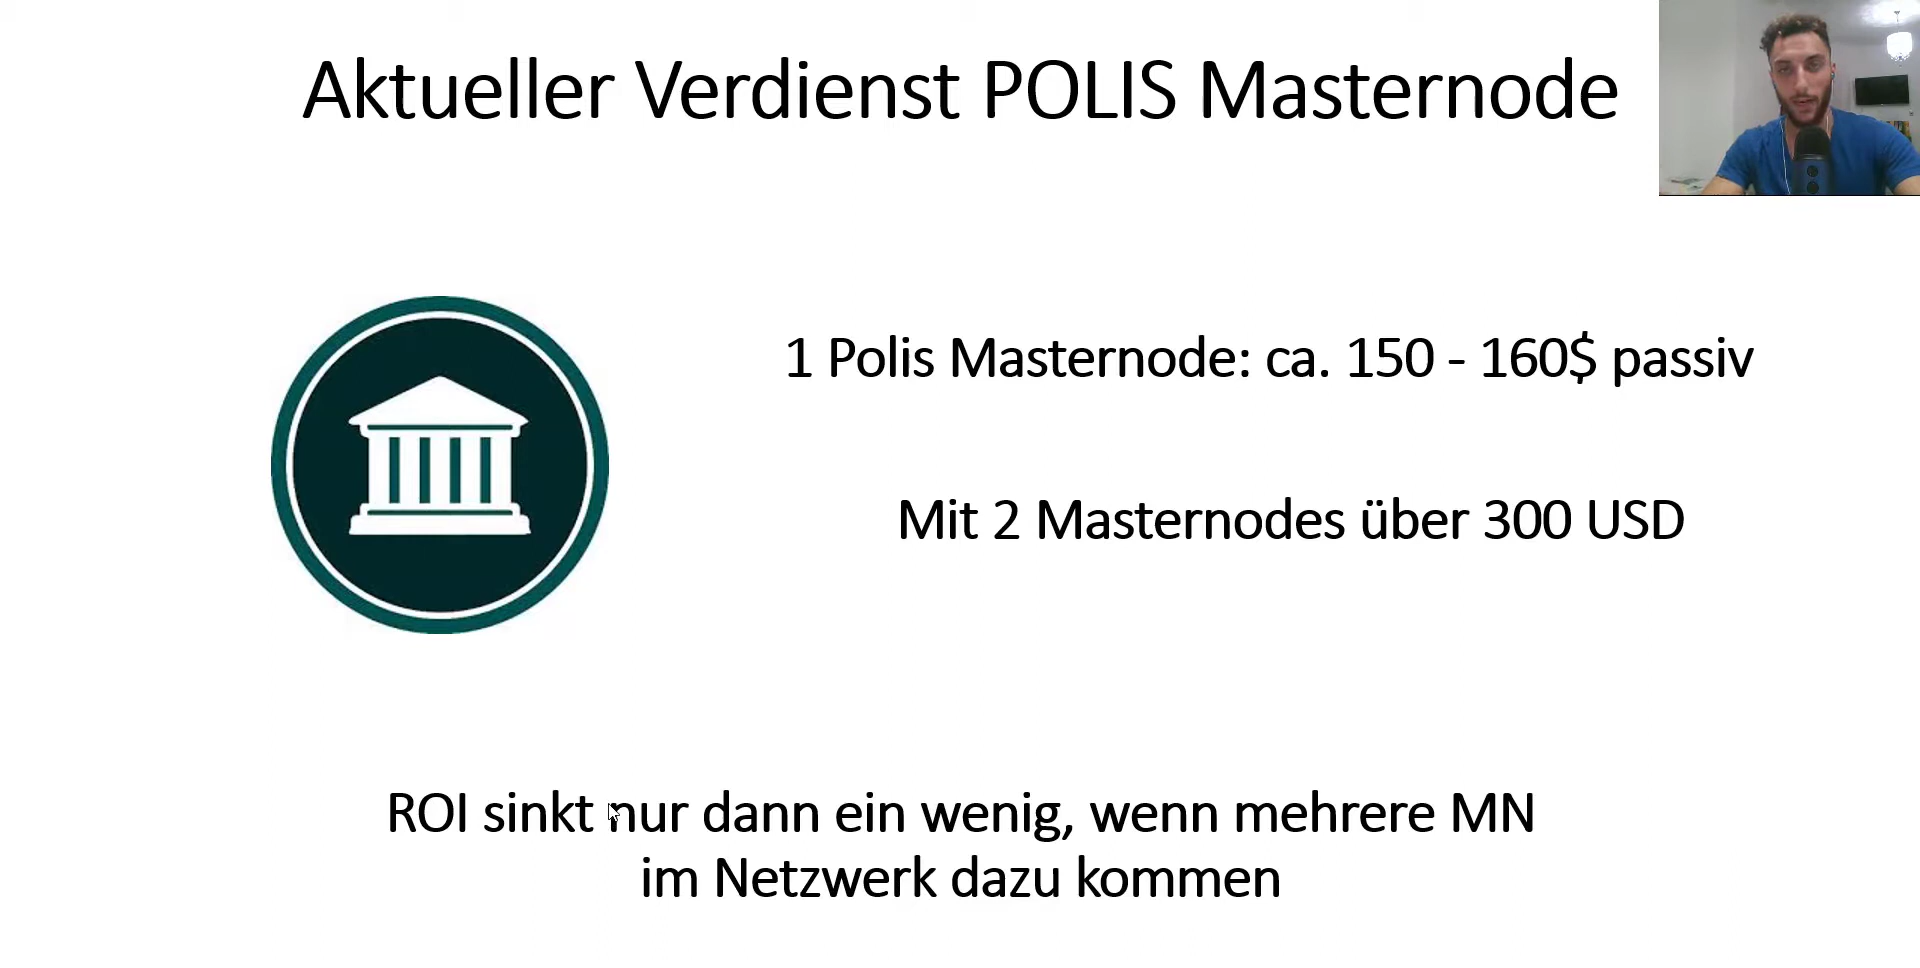 Aktueller Verdienst POLIS Masternode
1 Polis Masternode: ca. 150 - 160$ passiv
Mit 2 Masternodes über 300 USD
ROI sinkt nur dann ein wenig, wenn mehrere MN
im Netzwerk dazu kommen